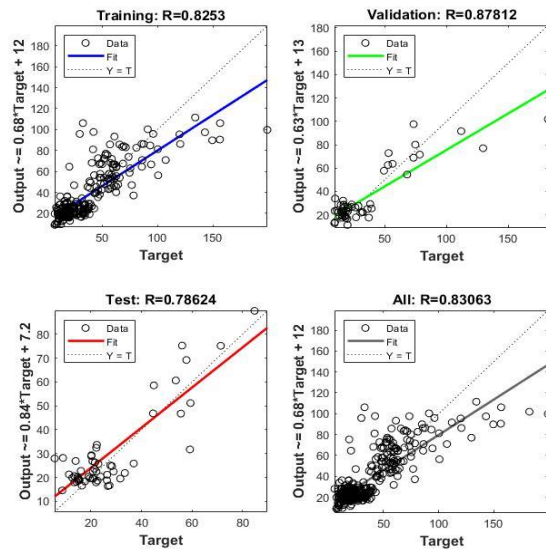 Training: R=0.8253
Output ~= 0.68*Target + 12
180
160
140
120
100
80
60
40
20
Data
Fit
Y = T
50
100
150
Target
Validation: R=0.87812
Output ~= 0.63*Target + 13
180
160
140
120
100
80
60
40
20
Data
Fit
Y = T
50
100
150
Target
Test: R=0.78624
Output ~= 0.84*Target + 7.2
80
70
60
50
40
30
20
10
Data
Fit
Y = T
20
40
60
80
Target
All: R=0.83063
Output ~= 0.68*Target + 12
180
160
140
120
100
80
60
40
20
Data
Fit
Y = T
50
100
150
Target